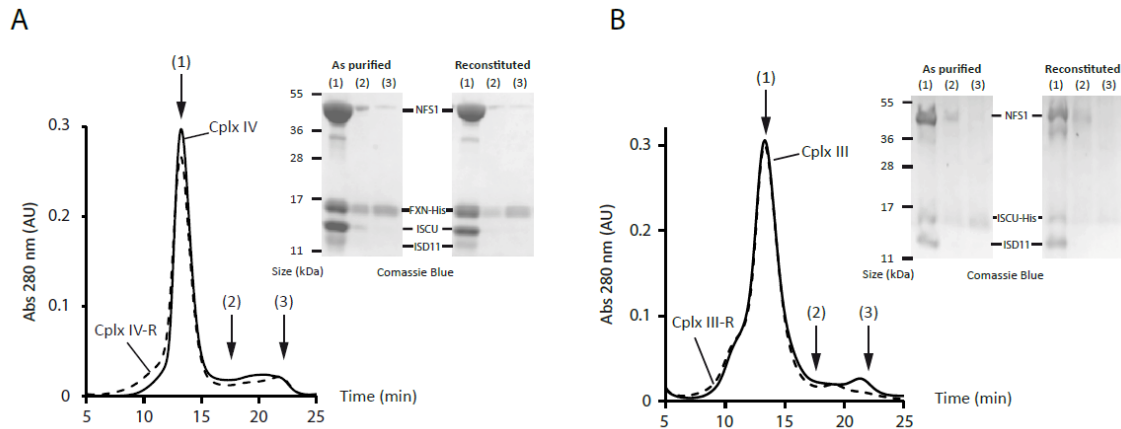 A
B
(1)
As purified
(1) (2) (3)
Reconstituted
(1) (2) (3)
55
36
28
17
11
NFS1
FXN-His
ISCU
ISD11
Size (kDa)
Comassie Blue
Cplx IV
Cplx IV-R
(2)
(3)
0.3
0.2
0.1
0
Abs 280 nm (AU)
5
10
15
20
25
Time (min)
(1)
As purified
(1) (2) (3)
Reconstituted
(1) (2) (3)
55
36
28
17
11
NFS1
ISCU-His
ISD11
Size (kDa)
Comassie Blue
Cplx III
Cplx III-R
(2)
(3)
0.3
0.2
0.1
0
Abs 280 nm (AU)
5
10
15
20
25
Time (min)